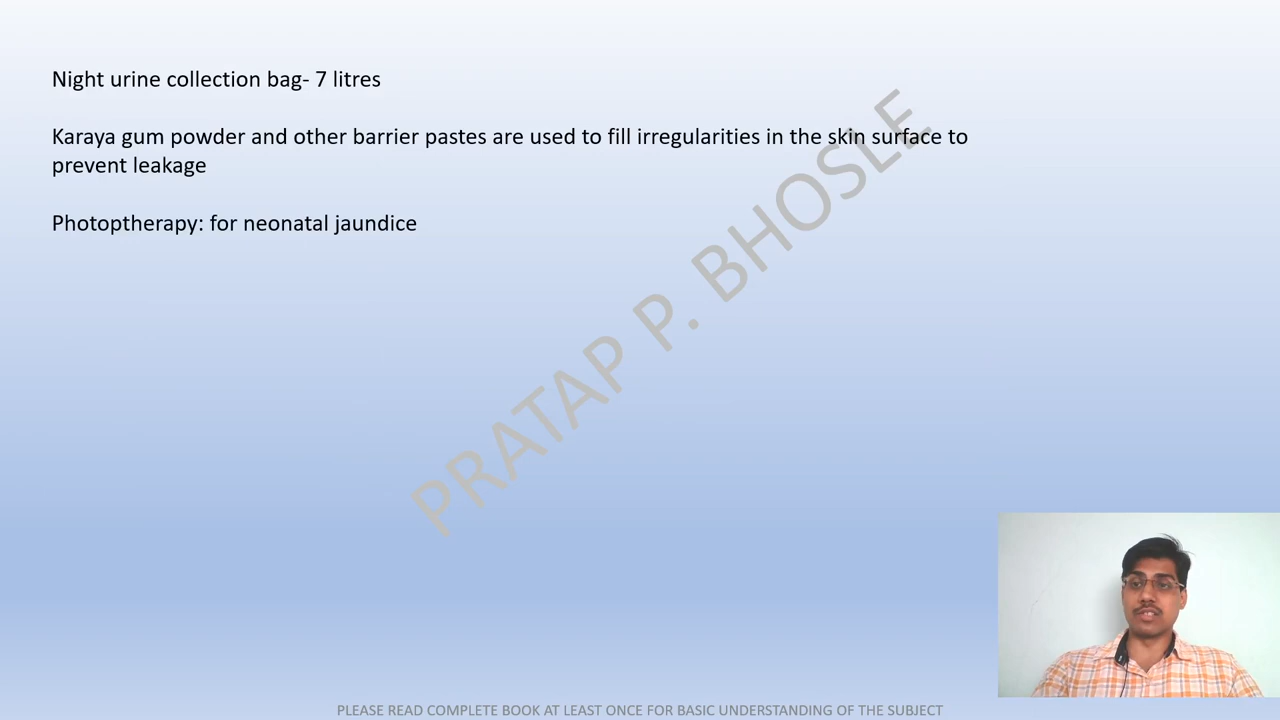 Night urine collection bag- 7 litres
Karaya gum powder and other barrier pastes are used to fill irregularities in the skin surface to
prevent leakage
Photoptherapy: for neonatal jaundice
PRATAP P. BHOSLE
PLEASE READ COMPLETE BOOK AT LEAST ONCE FOR BASIC UNDERSTANDING OF THE SUBJECT